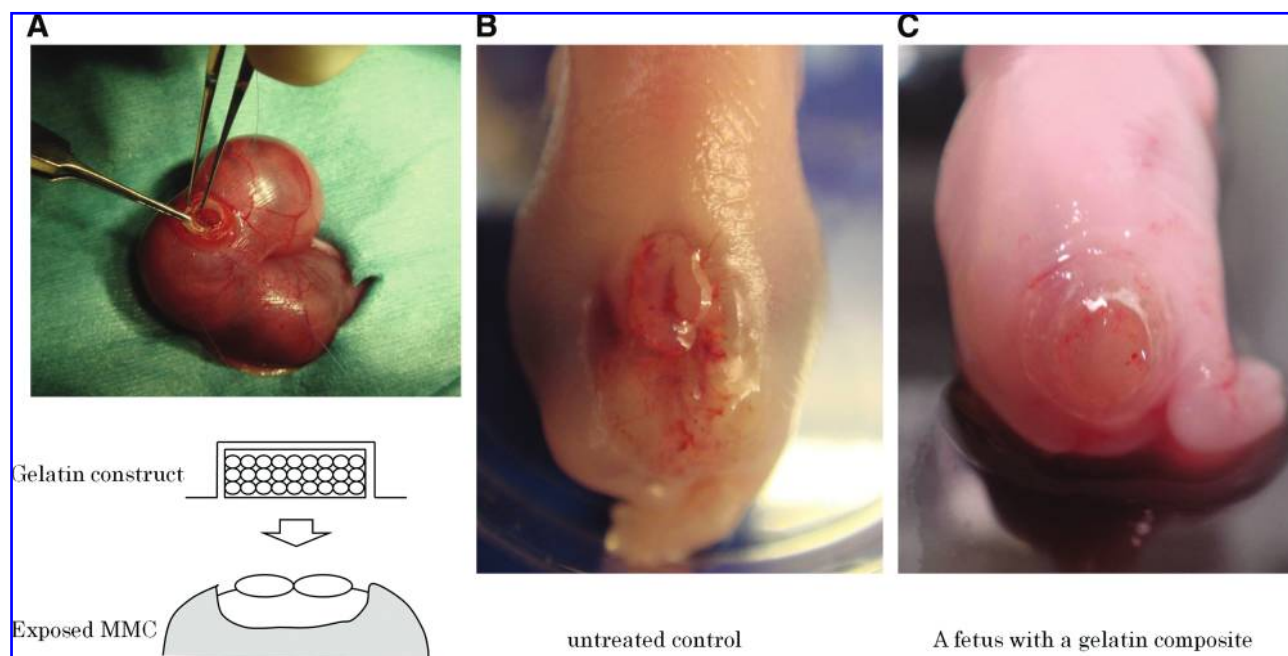 A
B
C
Gelatin construct
Exposed MMC
untreated control
A fetus with a gelatin composite